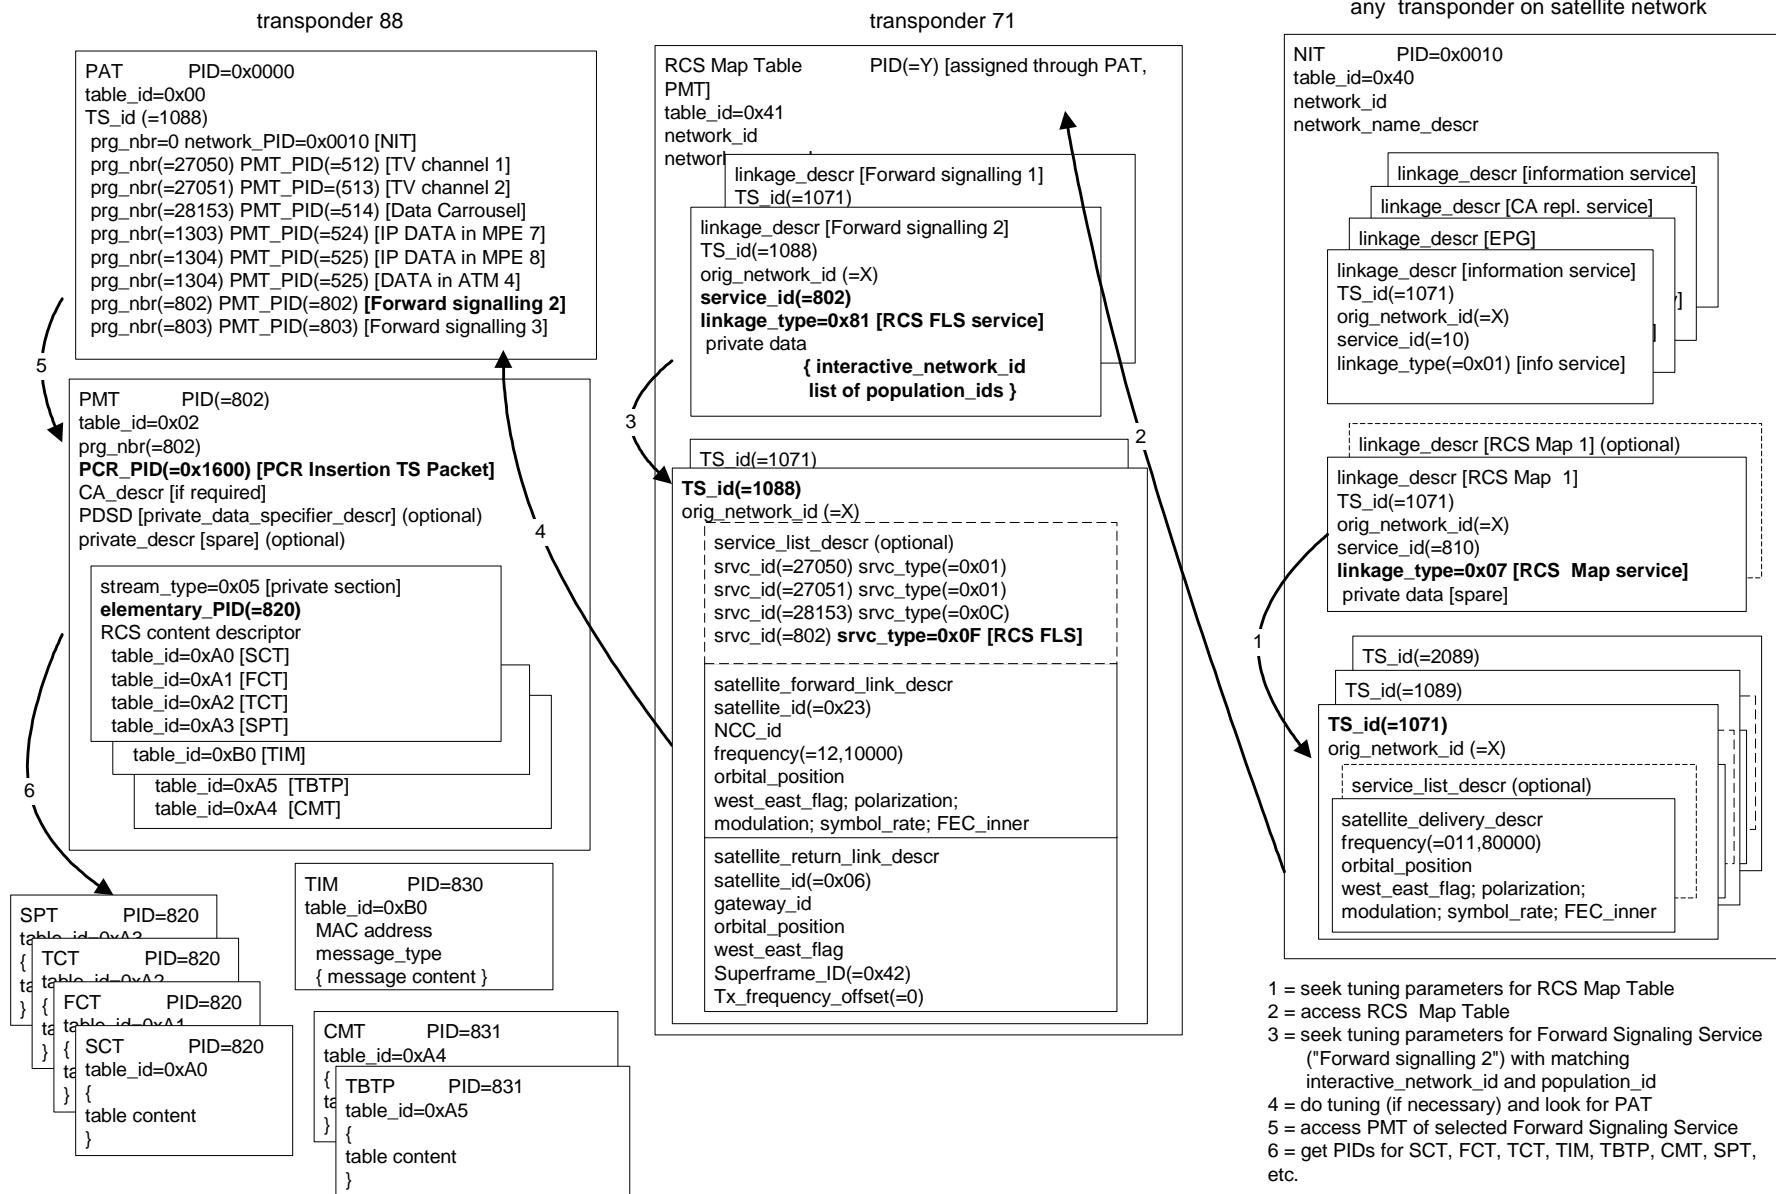 transponder 88
PAT PID=0x0000
table_id=0x00
TS_id (=1088)
prg_nbr=0 network_PID=0x0010 [NIT]
prg_nbr(=27050) PMT_PID(=512) [TV channel 1]
prg_nbr(=27051) PMT_PID=(513) [TV channel 2]
prg_nbr(=28153) PMT_PID(=514) [Data Carrousel]
prg_nbr(=1303) PMT_PID(=524) [IP DATA in MPE 7]
prg_nbr(=1304) PMT_PID(=525) [IP DATA in MPE 8]
prg_nbr(=1304) PMT_PID(=525) [DATA in ATM 4]
prg_nbr(=802) PMT_PID(=802) [Forward signalling 2]
prg_nbr(=803) PMT_PID(=803) [Forward signalling 3]
5
PMT PID(=802)
table_id=0x02
prg_nbr(=802)
PCR_PID(=0x1600) [PCR Insertion TS Packet]
CA_descr [if required]
PDSD [private_data_specifier_descr] (optional)
private_descr [spare] (optional)
stream_type=0x05 [private section]
elementary_PID(=820)
RCS content descriptor
table_id=0xA0 [SCT]
table_id=0xA1 [FCT]
table_id=0xA2 [TCT]
table_id=0xA3 [SPT]
table_id=0xB0 [TIM]
table_id=0xA5 [TBTP]
table_id=0xA4 [CMT]
6
SPT PID=820
table_id=0xA3
{
ta
}
TCT PID=820
table_id=0xA2
{
ta
}
FCT PID=820
table_id=0xA1
{
ta
}
SCT PID=820
table_id=0xA0
{
table content
}
TIM PID=830
table_id=0xB0
MAC address
message_type
{ message content }
CMT PID=831
table_id=0xA4
{
ta
}
TBTP PID=831
table_id=0xA5
{
table content
}
transponder 71
RCS Map Table PID(=Y) [assigned through PAT,
PMT]
table_id=0x41
network_id
linkage_descr [Forward signalling 1]
TS_id(=1071)
linkage_descr [Forward signalling 2]
TS_id(=1088)
orig_network_id (=X)
service_id(=802)
linkage_type=0x81 [RCS FLS service]
private data
{ interactive_network_id
list of population_ids }
3
TS_id(=1071)
TS_id(=1088)
orig_network_id (=X)
service_list_descr (optional)
srvc_id(=27050) srvc_type(=0x01)
srvc_id(=27051) srvc_type(=0x01)
srvc_id(=28153) srvc_type(=0x0C)
srvc_id(=802) srvc_type=0x0F [RCS FLS]
satellite_forward_link_descr
satellite_id(=0x23)
NCC_id
frequency(=12,10000)
orbital_position
west_east_flag; polarization;
modulation; symbol_rate; FEC_inner
satellite_return_link_descr
satellite_id(=0x06)
gateway_id
orbital_position
west_east_flag
Superframe_ID(=0x42)
Tx_frequency_offset(=0)
4
2
any transponder on satellite network
NIT PID=0x0010
table_id=0x40
network_id
network_name_descr
linkage_descr [information service]
linkage_descr [CA repl. service]
linkage_descr [EPG]
linkage_descr [information service]
TS_id(=1071)
orig_network_id(=X)
service_id(=10)
linkage_type(=0x01) [info service]
linkage_descr [RCS Map 1] (optional)
linkage_descr [RCS Map 1]
TS_id(=1071)
orig_network_id(=X)
service_id(=810)
linkage_type=0x07 [RCS Map service]
private data [spare]
1
TS_id(=2089)
TS_id(=1089)
TS_id(=1071)
orig_network_id (=X)
service_list_descr (optional)
satellite_delivery_descr
frequency(=011,80000)
orbital_position
west_east_flag; polarization;
modulation; symbol_rate; FEC_inner
1 = seek tuning parameters for RCS Map Table
2 = access RCS Map Table
3 = seek tuning parameters for Forward Signaling Service
("Forward signalling 2") with matching
interactive_network_id and population_id
4 = do tuning (if necessary) and look for PAT
5 = access PMT of selected Forward Signaling Service
6 = get PIDs for SCT, FCT, TCT, TIM, TBTP, CMT, SPT,
etc.